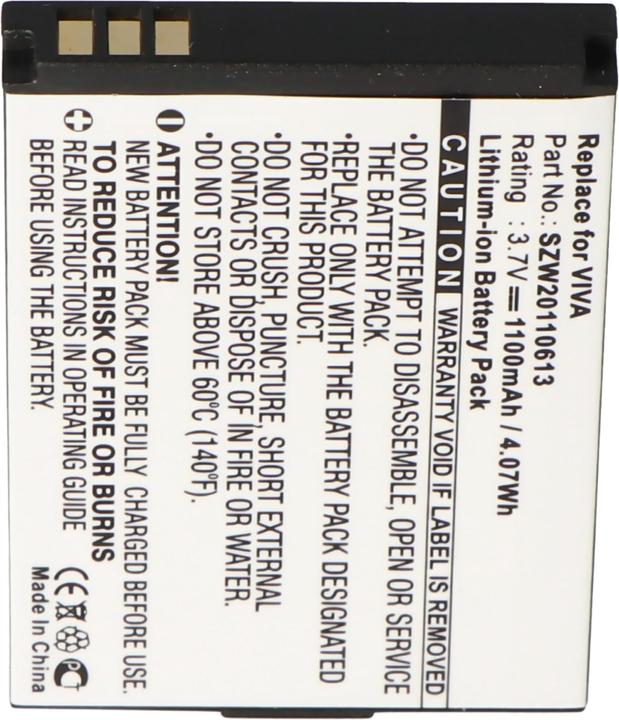 Replace for VIVA
Part No.: SZW20110613
Rating : 3.7V⎓1100mAh / 4.07Wh
Lithium-ion Battery Pack
CAUTION WARRANTY VOID IF LABEL IS REMOVED
•DO NOT ATTEMPT TO DISASSEMBLE, OPEN OR SERVICE
THE BATTERY PACK.
•REPLACE ONLY WITH THE BATTERY PACK DESIGNATED
FOR THIS PRODUCT.
•DO NOT CRUSH, PUNCTURE, SHORT EXTERNAL
CONTACTS OR DISPOSE OF IN FIRE OR WATER.
•DO NOT STORE ABOVE 60ºC (140ºF).
ATTENTION!
NEW BATTERY PACK MUST BE FULLY CHARGED BEFORE USE.
TO REDUCE RISK OF FIRE OR BURNS
READ INSTRUCTIONS IN OPERATING GUIDE
BEFORE USING THE BATTERY.
CE PCT
Made In China